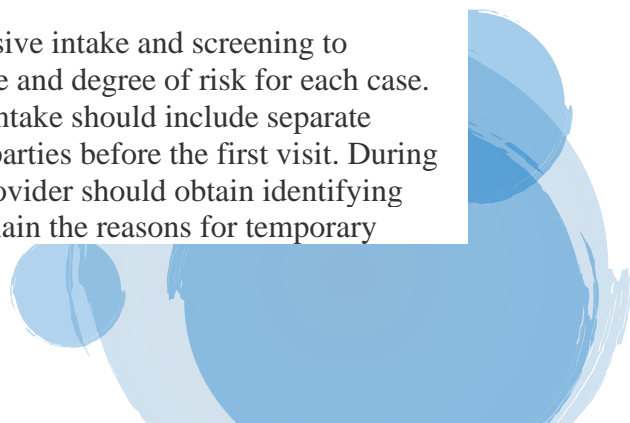 sive intake and screening to
e and degree of risk for each case.
ntake should include separate
parties before the first visit. During
ovider should obtain identifying
lain the reasons for temporary